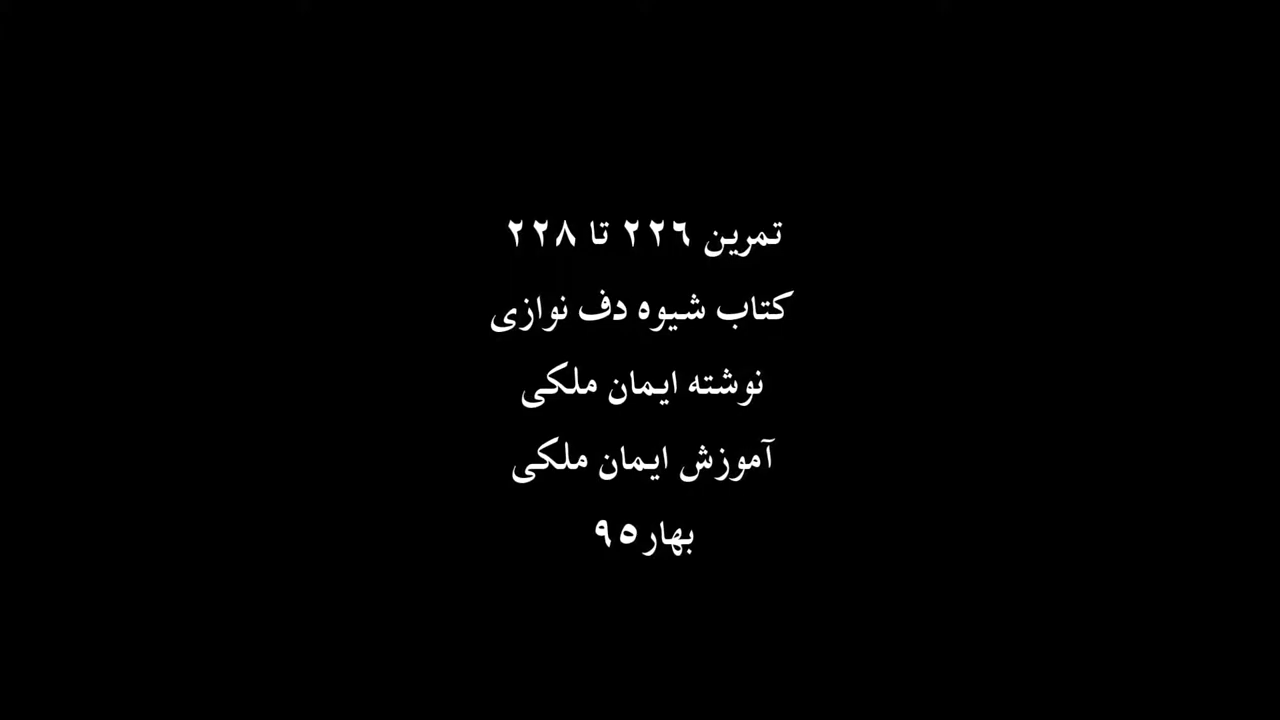 تمرین ۲۲۶ تا ۲۲۸
کتاب شیوه دف نوازی
نوشته ایمان ملکی
آموزش ایمان ملکی
بهار۹۵